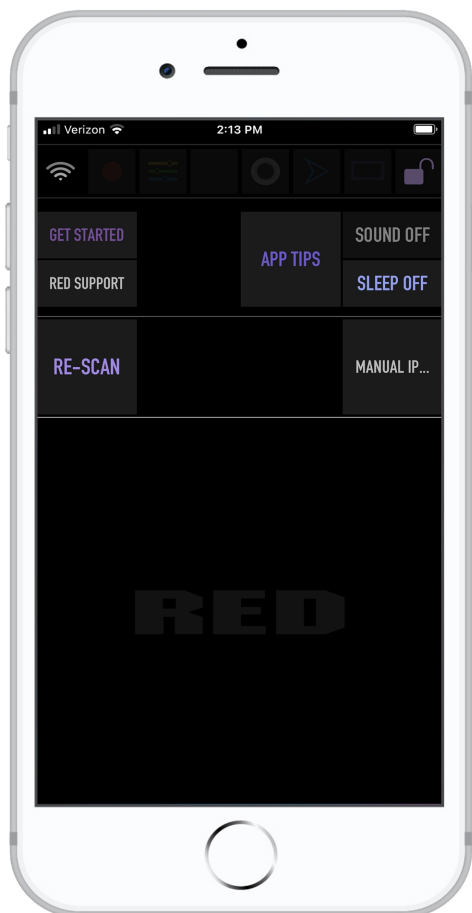 Verizon 2:13 PM
GET STARTED APP TIPS SOUND OFF
RED SUPPORT SLEEP OFF
RE-SCAN MANUAL IP...
RED